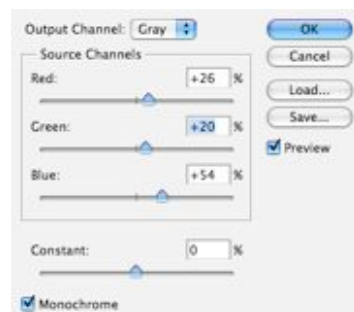 Output Channel: Gray
OK
Source Channels
Cancel
Red: +26 %
Load...
Green: +20 %
Save...
Preview
Blue: +54 %
Constant: 0 %
Monochrome